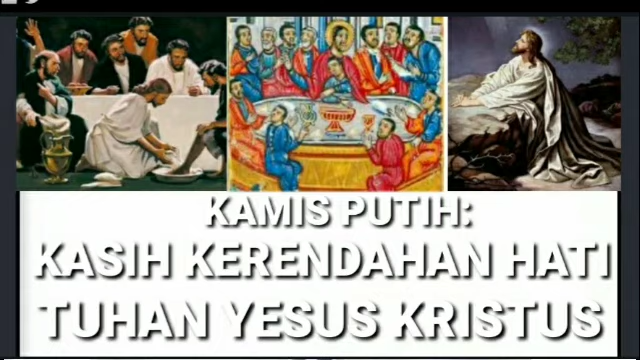 KAMIS PUTIH:
KASIH KERENDAHAN HATI
TUHAN YESUS KRISTUS